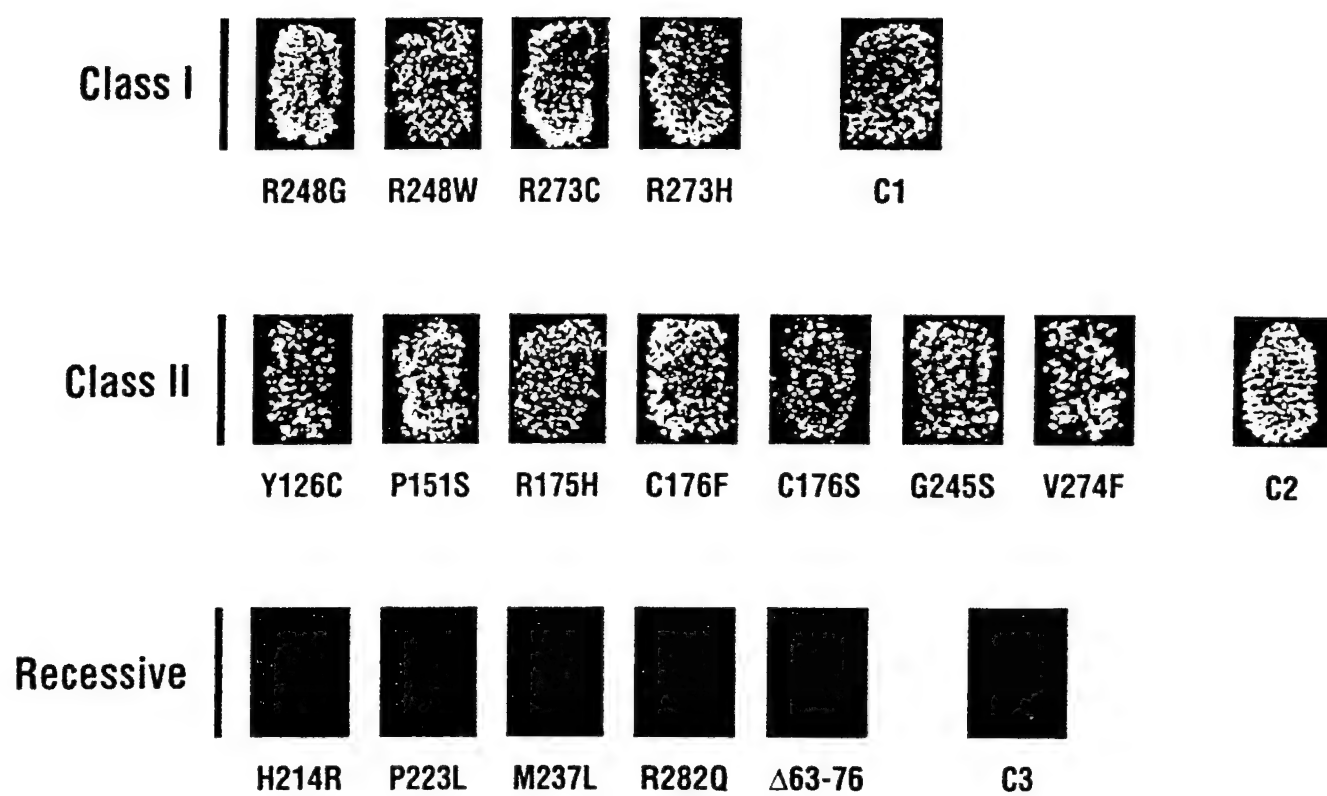 Class I
R248G R248W R273C R273H C1
Class II
Y126C P151S R175H C176F C176S G245S V274F C2
Recessive
H214R P223L M237L R282Q Δ63-76 C3